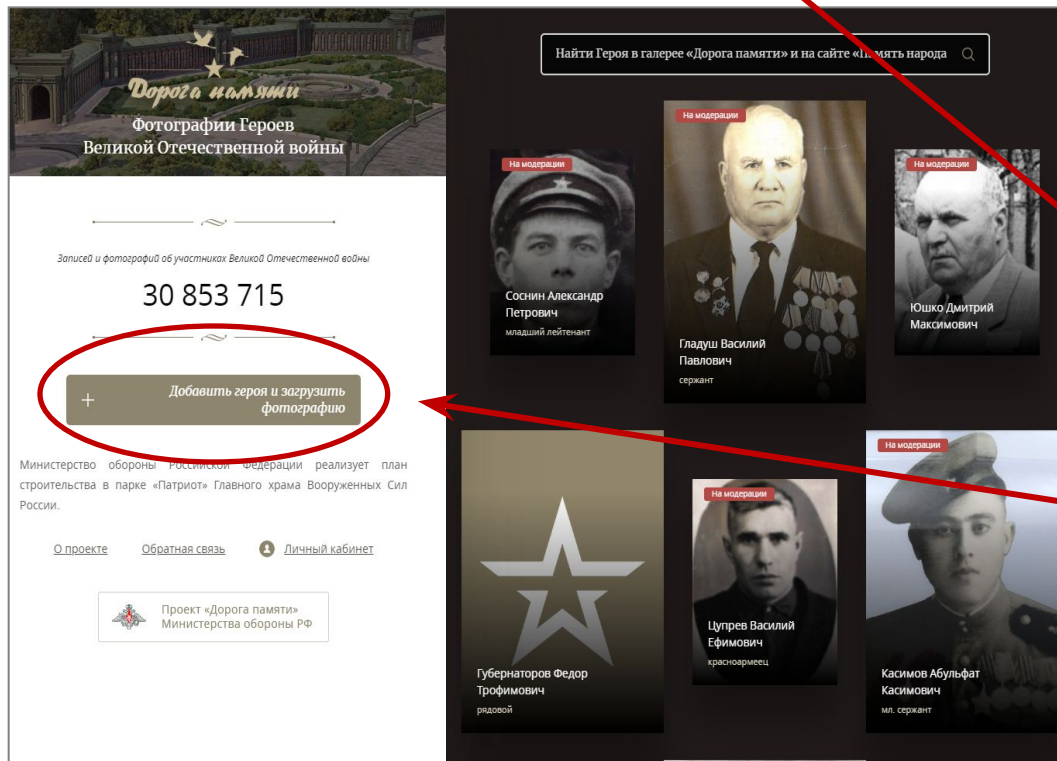 Дорога памяти
Фотографии Героев
Великой Отечественной войны
Записей и фотографий об участниках Великой Отечественной войны
30 853 715
+ Добавить героя и загрузить
фотографию
Министерство обороны Российской Федерации реализует план
строительства в парке «Патриот» Главного храма Вооруженных Сил
России.
О проекте Обратная связь Личный кабинет
Проект «Дорога памяти»
Министерства обороны РФ
Найти Героя в галерее «Дорога памяти» и на сайте «Память народа
На модерации
Соснин Александр
Петрович
младший лейтенант
На модерации
Гладуш Василий
Павлович
сержант
На модерации
Юшко Дмитрий
Максимович
Губернаторов Федор
Трофимович
рядовой
На модерации
Цупрев Василий
Ефимович
красноармеец
На модерации
Касимов Абульфат
Касимович
мл. сержант